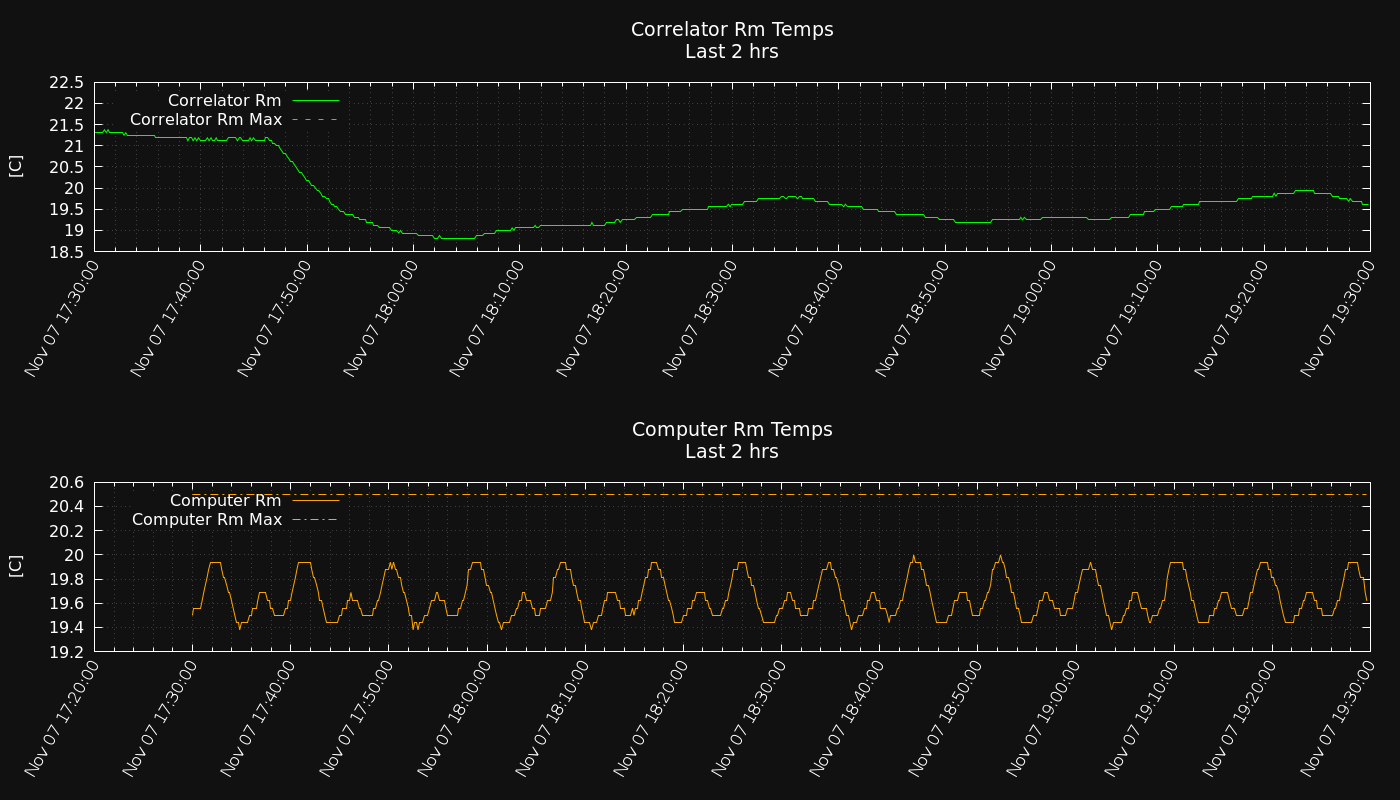 Correlator Rm Temps
Last 2 hrs
22.5
22
21.5
21
20.5
20
19.5
19
18.5
[C]
Correlator Rm
Correlator Rm Max
Nov 07 17:30:00
Nov 07 17:40:00
Nov 07 17:50:00
Nov 07 18:00:00
Nov 07 18:10:00
Nov 07 18:20:00
Nov 07 18:30:00
Nov 07 18:40:00
Nov 07 18:50:00
Nov 07 19:00:00
Nov 07 19:10:00
Nov 07 19:20:00
Nov 07 19:30:00
Computer Rm Temps
Last 2 hrs
20.6
20.4
20.2
20
19.8
19.6
19.4
19.2
[C]
Computer Rm
Computer Rm Max
Nov 07 17:20:00
Nov 07 17:30:00
Nov 07 17:40:00
Nov 07 17:50:00
Nov 07 18:00:00
Nov 07 18:10:00
Nov 07 18:20:00
Nov 07 18:30:00
Nov 07 18:40:00
Nov 07 18:50:00
Nov 07 19:00:00
Nov 07 19:10:00
Nov 07 19:20:00
Nov 07 19:30:00